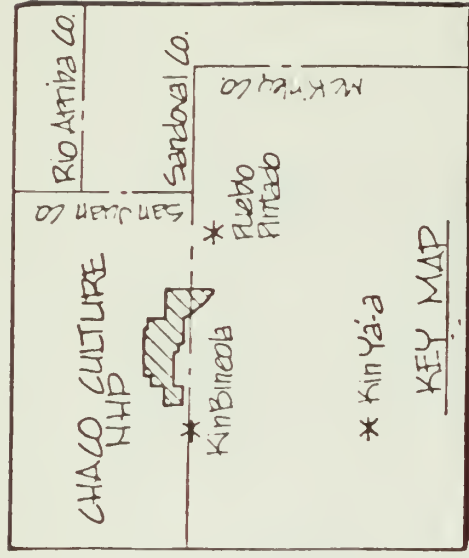 CHACO CULTURE
NHP
Rio Arriba Co.
San Juan Co
Sandoval Co.
McKinley Co.
Kin Bineola
Pueblo
Pintado
Kin Ya-a
KEY MAP